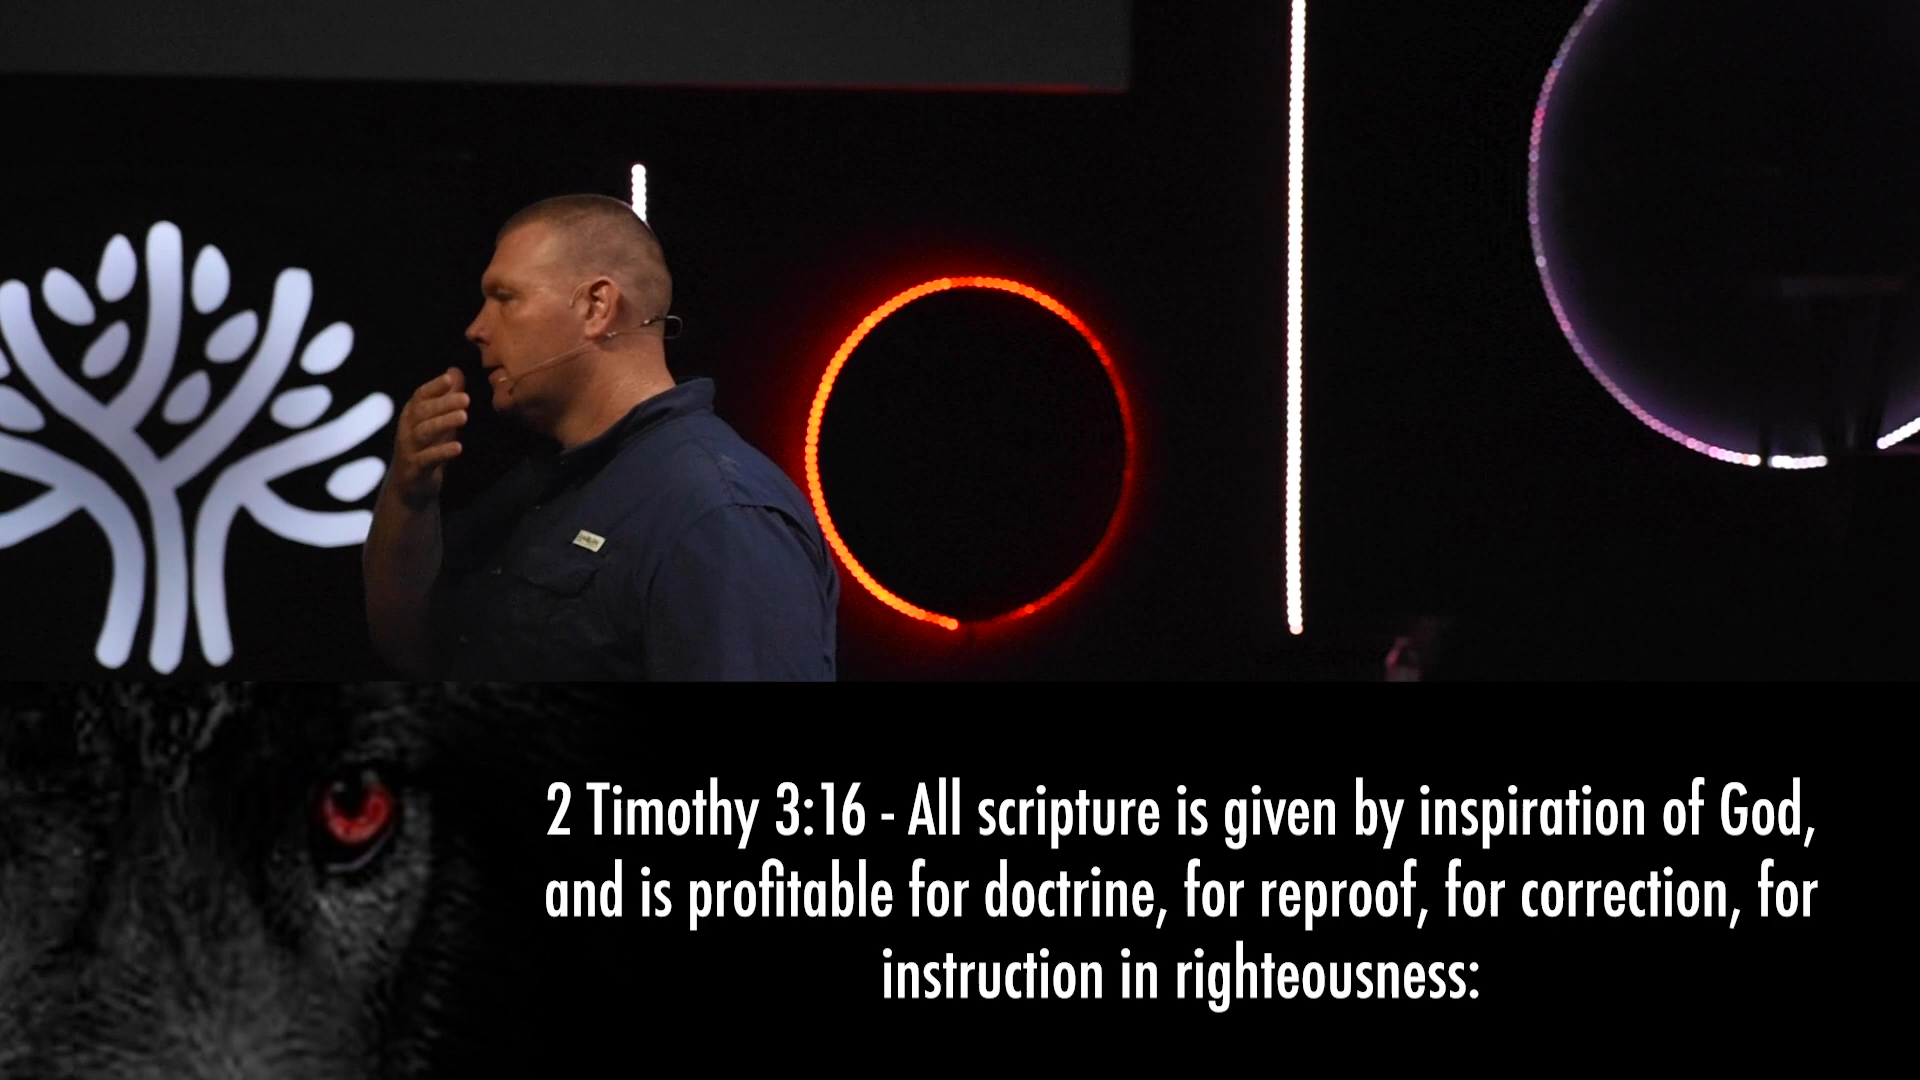 2 Timothy 3:16 - All scripture is given by inspiration of God,
and is profitable for doctrine, for reproof, for correction, for
instruction in righteousness: